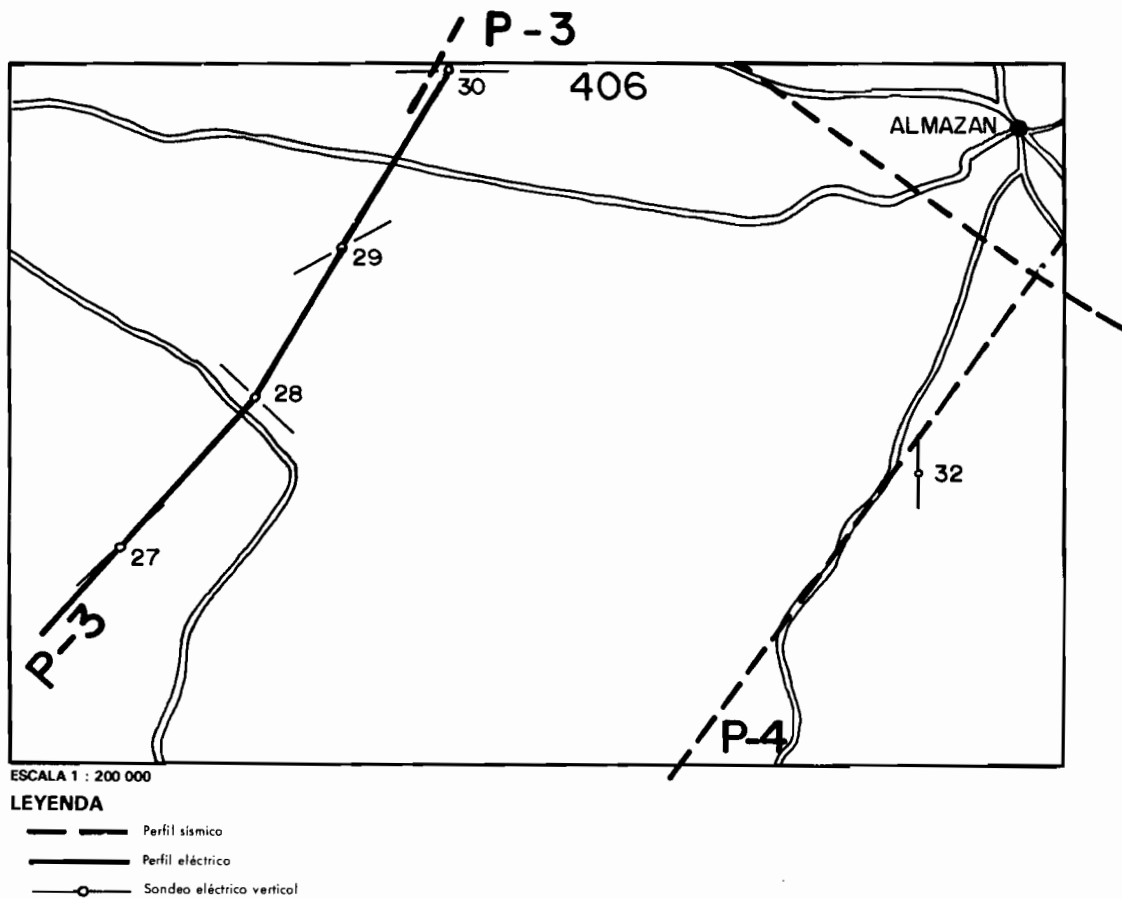 P-3
30
406
ALMAZAN
29
28
32
27
P-3
P-4
ESCALA 1 : 200 000
LEYENDA
Perfil sísmico
Perfil eléctrico
Sondeo eléctrico vertical